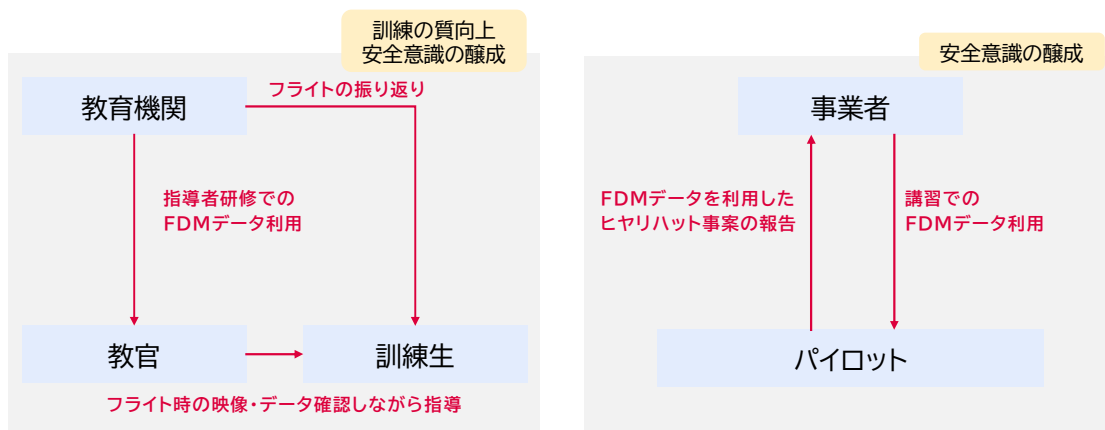 訓練の質向上
安全意識の醸成
教育機関
フライトの振り返り
指導者研修での
FDMデータ利用
教官
訓練生
フライト時の映像・データ確認しながら指導
安全意識の醸成
事業者
FDMデータを利用した
ヒヤリハット事案の報告
講習での
FDMデータ利用
パイロット